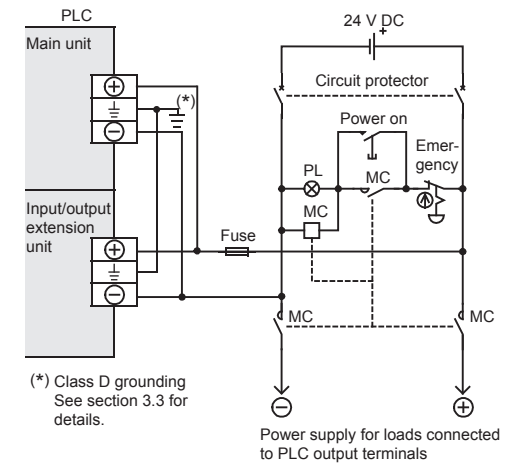 PLC
24 V DC
+
Main unit
Circuit protector
(*)
Power on
Emer-
gency
PL
MC
MC
Input/output
extension
unit
Fuse
MC
MC
(*) Class D grounding
See section 3.3 for
details.
Power supply for loads connected
to PLC output terminals